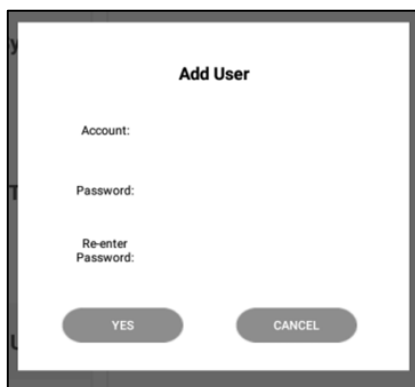 Add User
Account:
Password:
Re-enter
Password:
YES
CANCEL